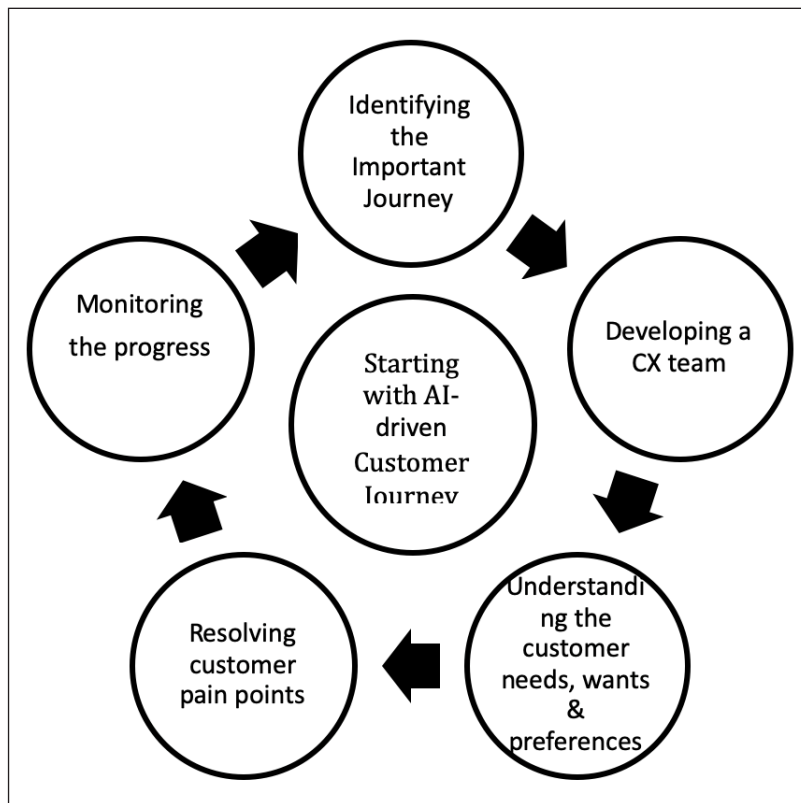 Identifying
the
Important
Journey
Developing a
CX team
Understandi
ng the
customer
needs, wants
&
preferences
Resolving
customer
pain points
Monitoring
the progress
Starting
with AI-
driven
Customer
Journey